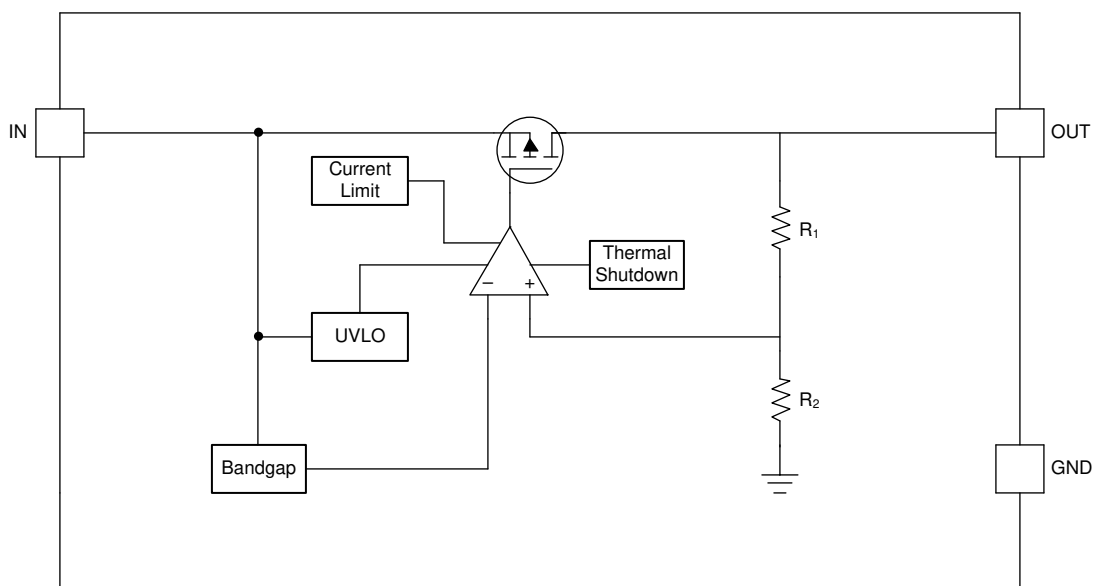 IN
OUT
Current
Limit
R1
Thermal
Shutdown
− +
UVLO
R2
Bandgap
GND